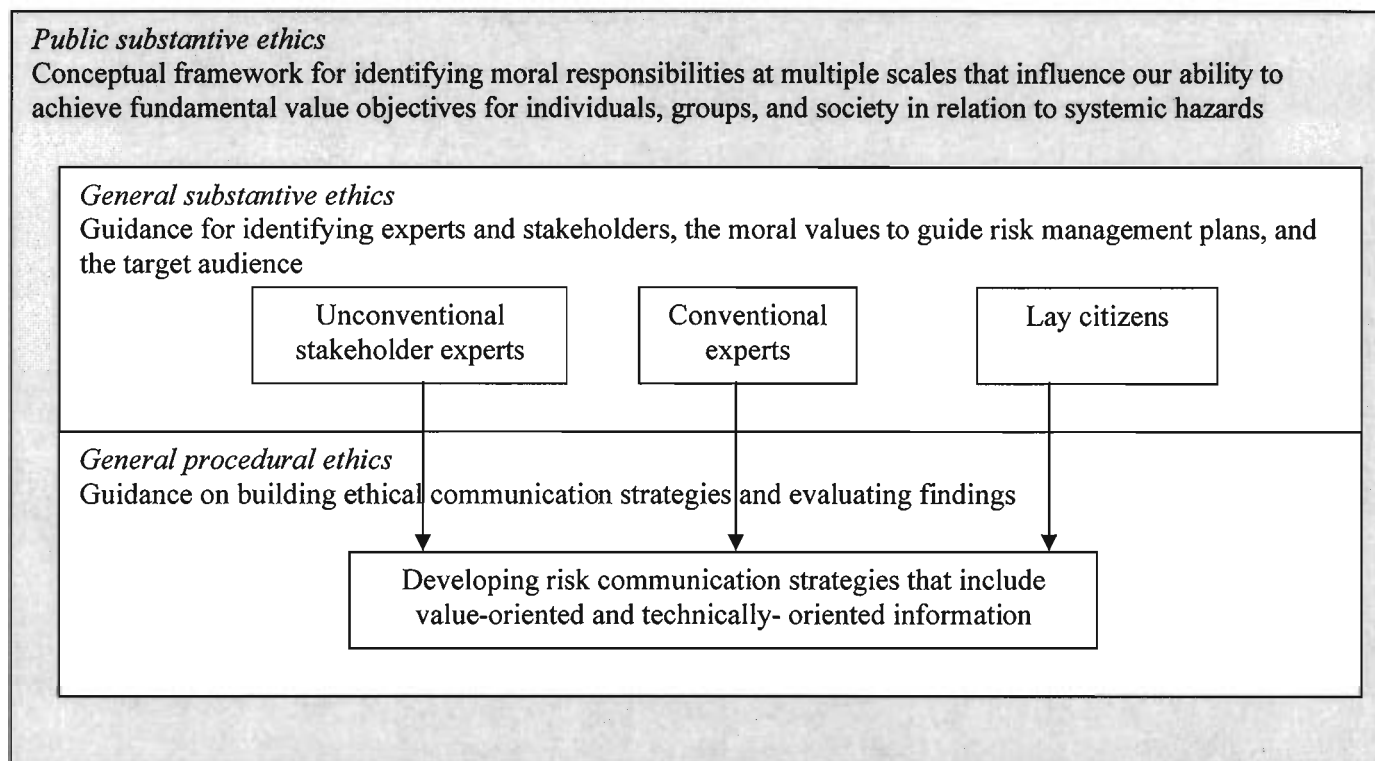 Public substantive ethics
Conceptual framework for identifying moral responsibilities at multiple scales that influence our ability to
achieve fundamental value objectives for individuals, groups, and society in relation to systemic hazards
General substantive ethics
Guidance for identifying experts and stakeholders, the moral values to guide risk management plans, and
the target audience
Unconventional
stakeholder experts
Conventional
experts
Lay citizens
General procedural ethics
Guidance on building ethical communication strategies and evaluating findings
Developing risk communication strategies that include
value-oriented and technically- oriented information